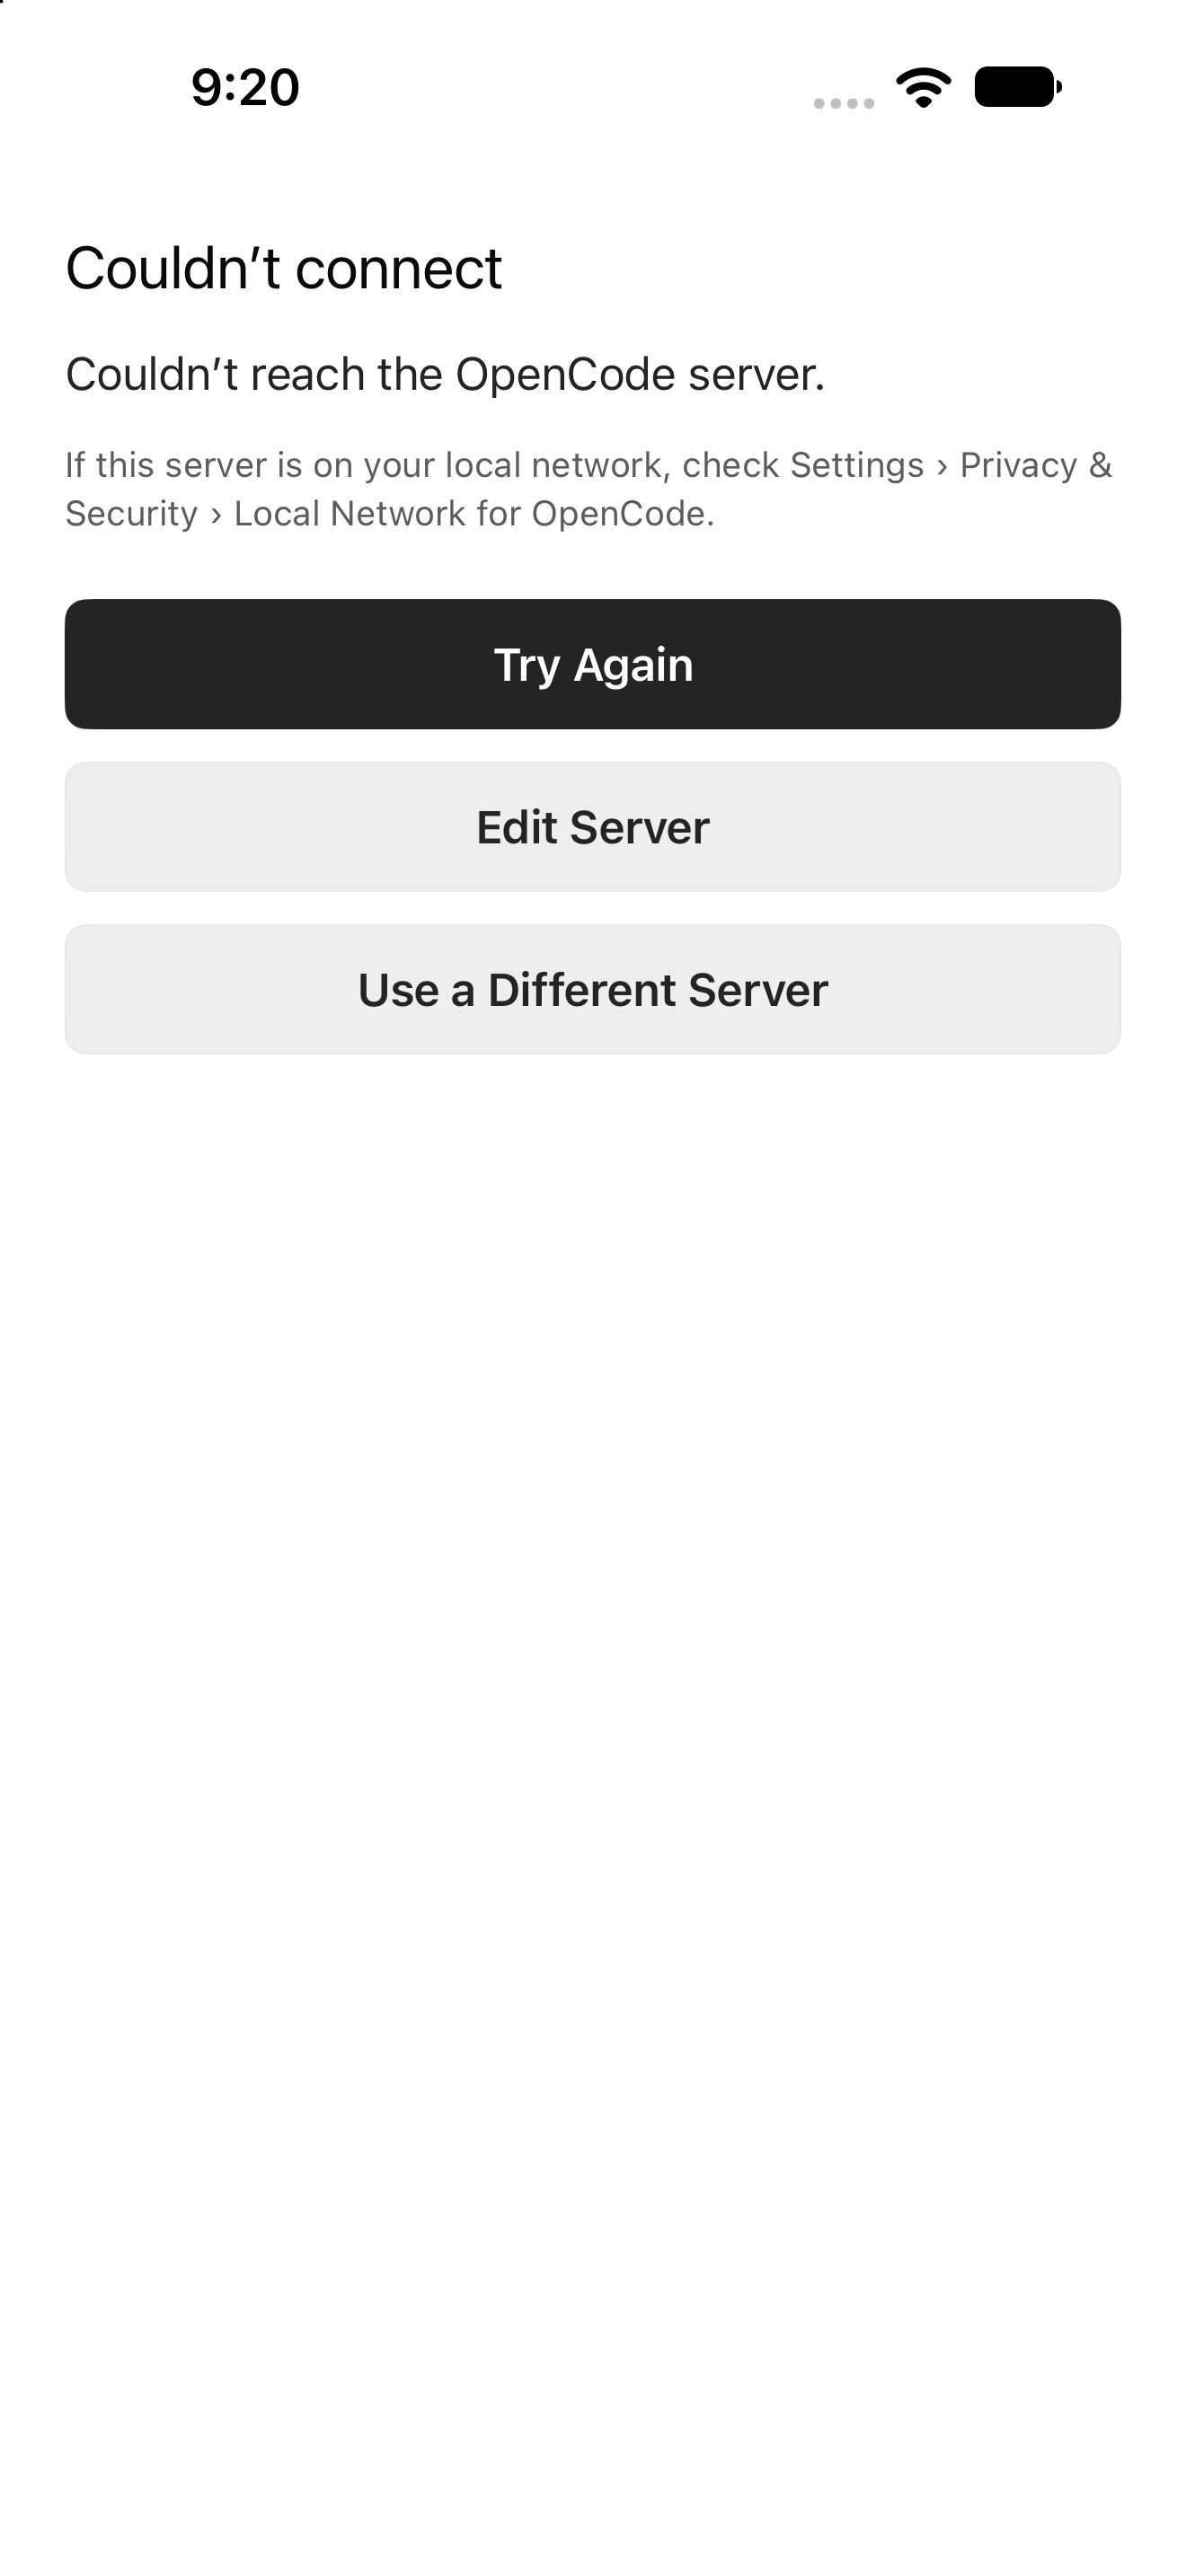 9:20
Couldn’t connect
Couldn’t reach the OpenCode server.
If this server is on your local network, check Settings › Privacy &
Security › Local Network for OpenCode.
Try Again
Edit Server
Use a Different Server